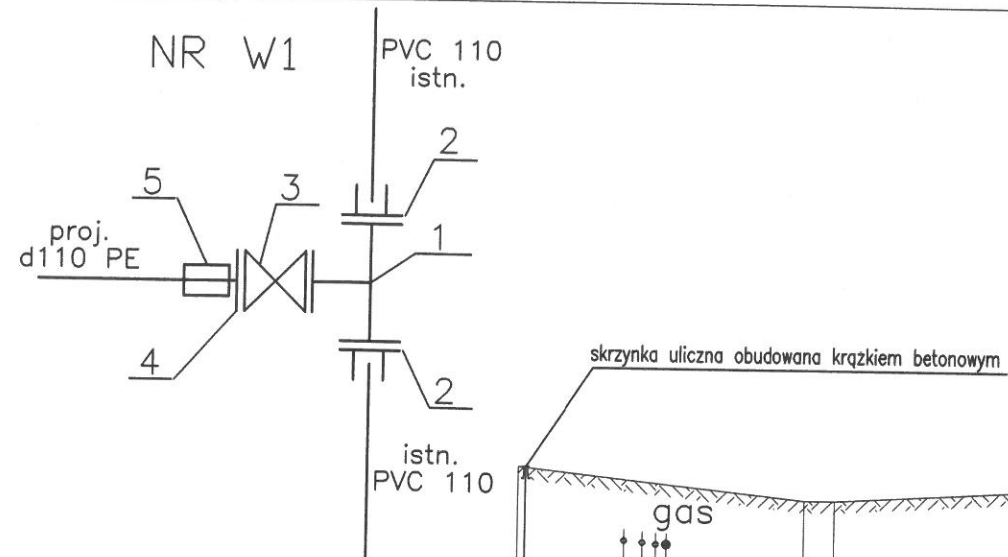 NR W1
PVC 110
istn.
2
5
3
proj.
d110 PE
1
4
2
skrzynka uliczna obudowana krążkiem betonowym
istn.
PVC 110
gas